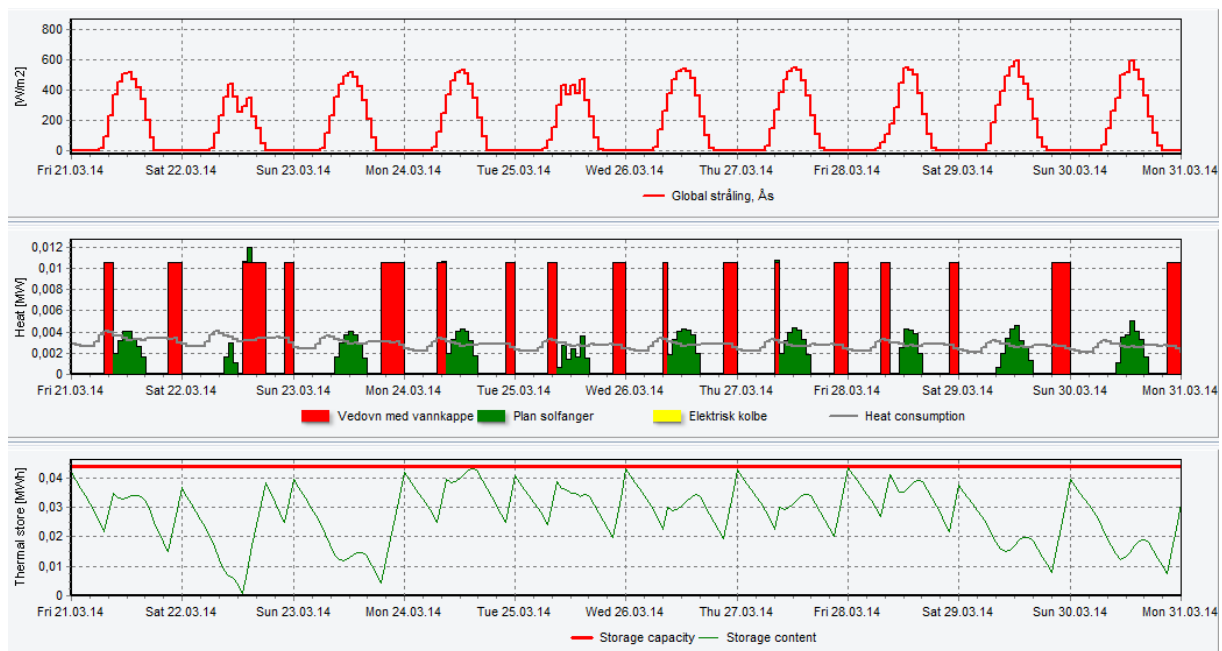 [W/m2]
800
600
400
200
0
Fri 21.03.14 Sat 22.03.14 Sun 23.03.14 Mon 24.03.14 Tue 25.03.14 Wed 26.03.14 Thu 27.03.14 Fri 28.03.14 Sat 29.03.14 Sun 30.03.14 Mon 31.03.14
Global stråling, Ås
Heat [MW]
0,012
0,01
0,008
0,006
0,004
0,002
0
Fri 21.03.14 Sat 22.03.14 Sun 23.03.14 Mon 24.03.14 Tue 25.03.14 Wed 26.03.14 Thu 27.03.14 Fri 28.03.14 Sat 29.03.14 Sun 30.03.14 Mon 31.03.14
Vedovn med vannkappe Plan solfanger Elektrisk kolbe Heat consumption
Thermal store [MWh]
0,04
0,03
0,02
0,01
0
Fri 21.03.14 Sat 22.03.14 Sun 23.03.14 Mon 24.03.14 Tue 25.03.14 Wed 26.03.14 Thu 27.03.14 Fri 28.03.14 Sat 29.03.14 Sun 30.03.14 Mon 31.03.14
Storage capacity Storage content